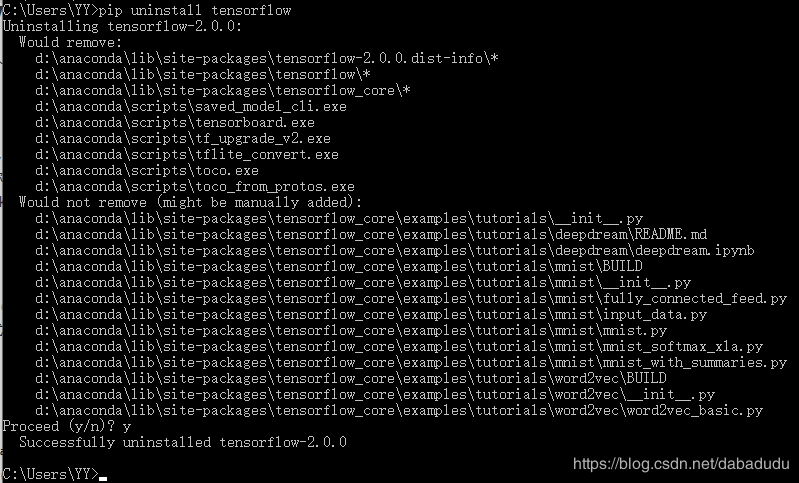 C:\Users\YY>pip uninstall tensorflow
Uninstalling tensorflow-2.0.0:
  Would remove:
    d:\anaconda\lib\site-packages\tensorflow-2.0.0.dist-info\*
    d:\anaconda\lib\site-packages\tensorflow\*
    d:\anaconda\lib\site-packages\tensorflow_core\*
    d:\anaconda\scripts\saved_model_cli.exe
    d:\anaconda\scripts\tensorboard.exe
    d:\anaconda\scripts\tf_upgrade_v2.exe
    d:\anaconda\scripts\tflite_convert.exe
    d:\anaconda\scripts\toco.exe
    d:\anaconda\scripts\toco_from_protos.exe
  Would not remove (might be manually added):
    d:\anaconda\lib\site-packages\tensorflow_core\examples\tutorials\__init__.py
    d:\anaconda\lib\site-packages\tensorflow_core\examples\tutorials\deepdream\README.md
    d:\anaconda\lib\site-packages\tensorflow_core\examples\tutorials\deepdream\deepdream.ipynb
    d:\anaconda\lib\site-packages\tensorflow_core\examples\tutorials\mnist\BUILD
    d:\anaconda\lib\site-packages\tensorflow_core\examples\tutorials\mnist\__init__.py
    d:\anaconda\lib\site-packages\tensorflow_core\examples\tutorials\mnist\fully_connected_feed.py
    d:\anaconda\lib\site-packages\tensorflow_core\examples\tutorials\mnist\input_data.py
    d:\anaconda\lib\site-packages\tensorflow_core\examples\tutorials\mnist\mnist.py
    d:\anaconda\lib\site-packages\tensorflow_core\examples\tutorials\mnist\mnist_softmax_xla.py
    d:\anaconda\lib\site-packages\tensorflow_core\examples\tutorials\mnist\mnist_with_summaries.py
    d:\anaconda\lib\site-packages\tensorflow_core\examples\tutorials\word2vec\BUILD
    d:\anaconda\lib\site-packages\tensorflow_core\examples\tutorials\word2vec\__init__.py
    d:\anaconda\lib\site-packages\tensorflow_core\examples\tutorials\word2vec\word2vec_basic.py
Proceed (y/n)? y
  Successfully uninstalled tensorflow-2.0.0
C:\Users\YY>
https://blog.csdn.net/dabadudu